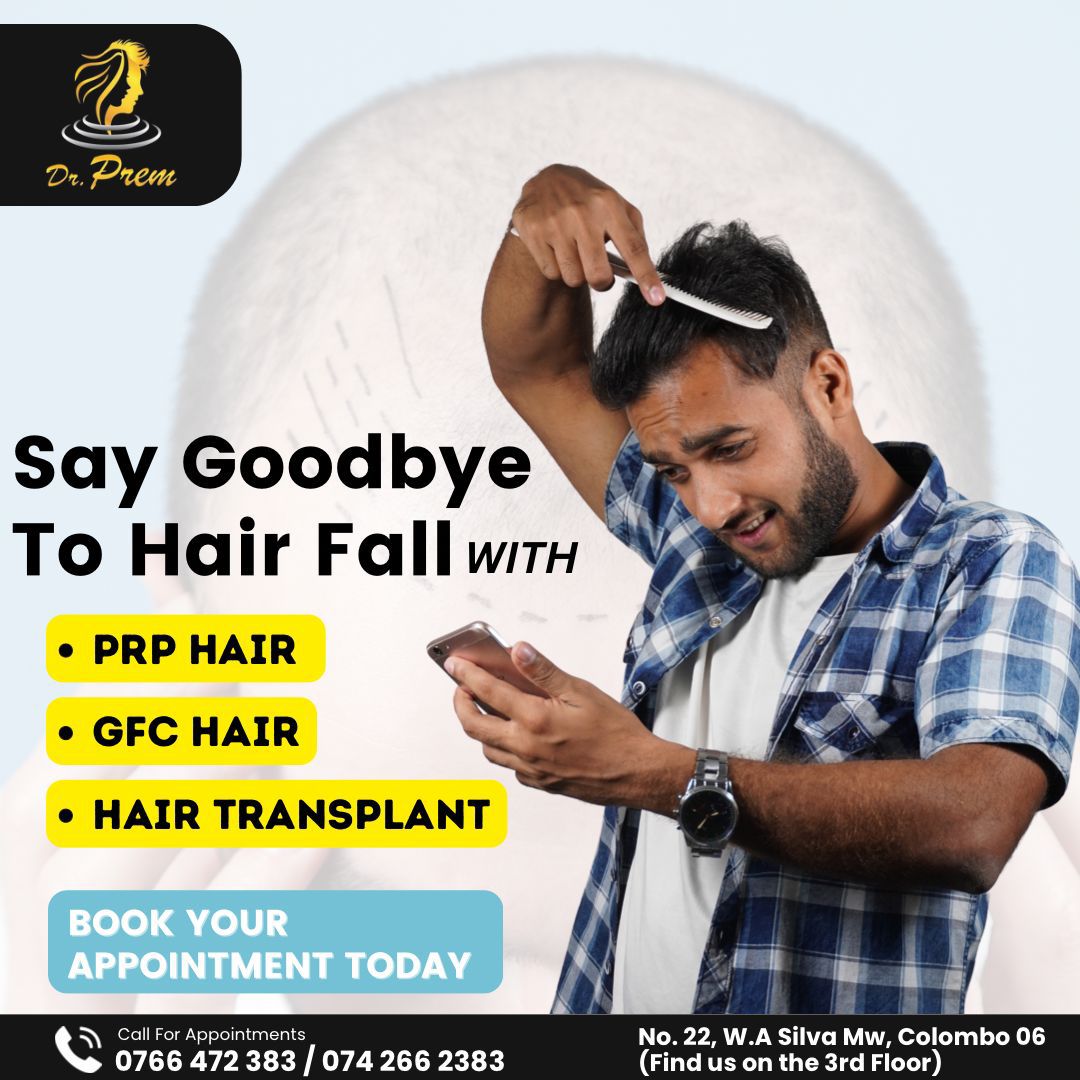 Dr. Prem
Say Goodbye
To Hair Fall WITH
• PRP HAIR
• GFC HAIR
• HAIR TRANSPLANT
BOOK YOUR
APPOINTMENT TODAY
Call For Appointments
0766 472 383 / 074 266 2383
No. 22, W.A Silva Mw, Colombo 06
(Find us on the 3rd Floor)